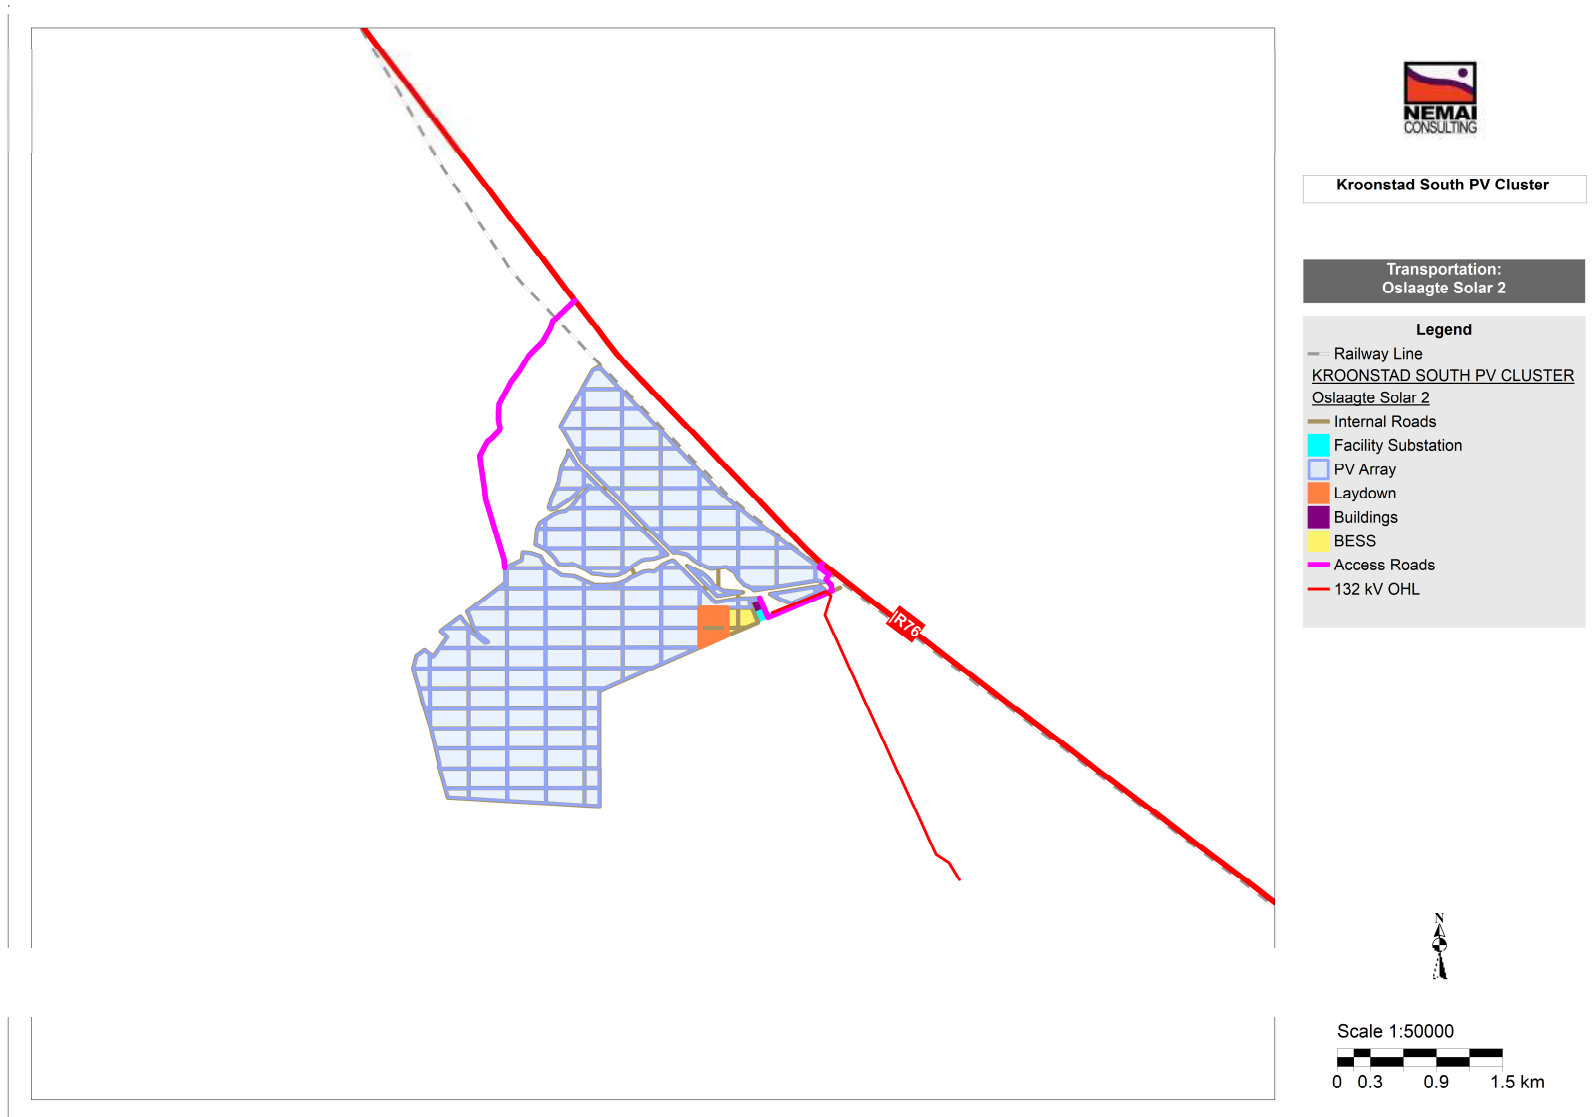 NEMAI
CONSULTING
Kroonstad South PV Cluster
Transportation:
Oslaagte Solar 2
Legend
Railway Line
KROONSTAD SOUTH PV CLUSTER
Oslaagte Solar 2
Internal Roads
Facility Substation
PV Array
Laydown
Buildings
BESS
Access Roads
132 kV OHL
R76
N
Scale 1:50000
0 0.3 0.9 1.5 km